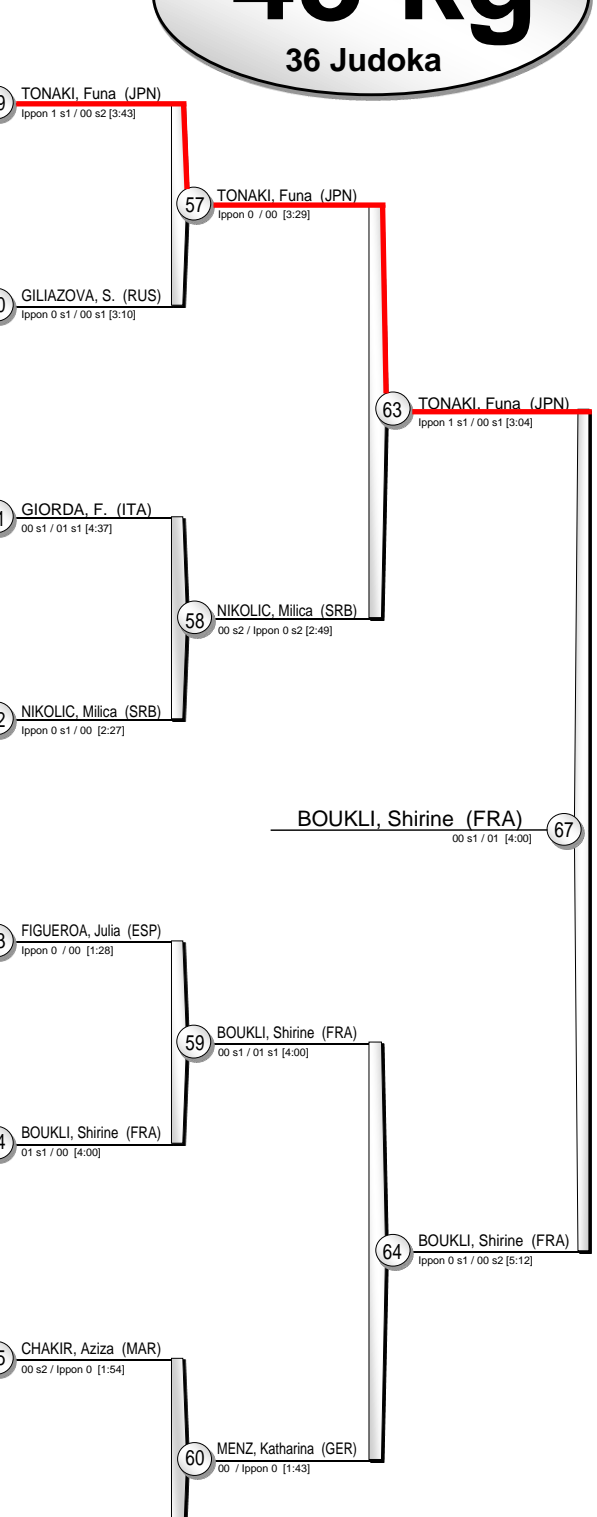 36 Judoka
9 TONAKI, Funa (JPN)
Ippon 1 s1 / 00 s2 [3:43]
57 TONAKI, Funa (JPN)
Ippon 0 / 00 [3:29]
GILIAZOVA, S. (RUS)
Ippon 0 s1 / 00 s1 [3:10]
63 TONAKI, Funa (JPN)
Ippon 1 s1 / 00 s1 [3:04]
GIORDA, F. (ITA)
00 s1 / 01 s1 [4:37]
58 NIKOLIC, Milica (SRB)
00 s2 / Ippon 0 s2 [2:49]
2 NIKOLIC, Milica (SRB)
Ippon 0 s1 / 00 [2:27]
BOUKLI, Shirine (FRA) 67
00 s1 / 01 [4:00]
3 FIGUEROA, Julia (ESP)
Ippon 0 / 00 [1:28]
59 BOUKLI, Shirine (FRA)
00 s1 / 01 s1 [4:00]
4 BOUKLI, Shirine (FRA)
01 s1 / 00 [4:00]
64 BOUKLI, Shirine (FRA)
Ippon 0 s1 / 00 s2 [5:12]
5 CHAKIR, Aziza (MAR)
00 s2 / Ippon 0 [1:54]
60 MENZ, Katharina (GER)
00 / Ippon 0 [1:43]